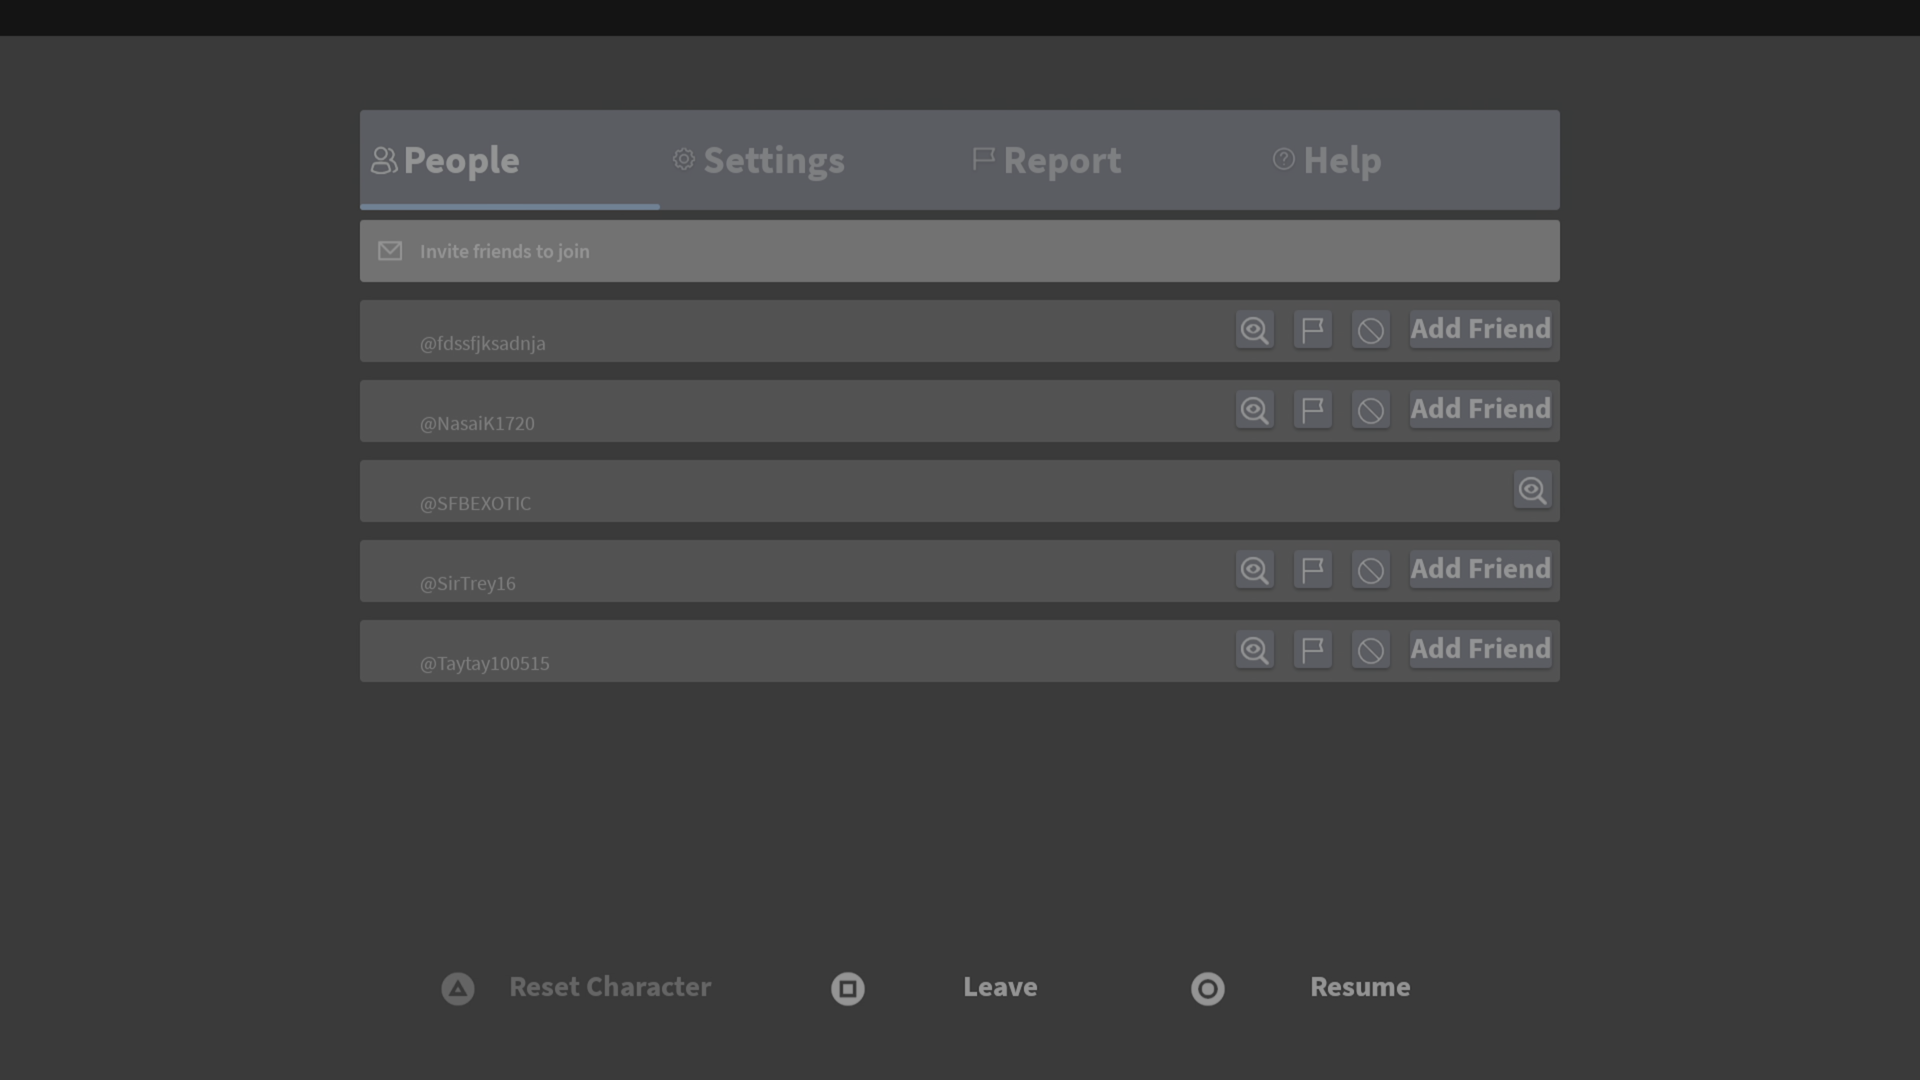 People
Settings
Report
Help
Invite friends to join
@fdssfjksadnja
Add Friend
@NasaiK1720
Add Friend
@SFBEXOTIC
@SirTrey16
Add Friend
@Taytay100515
Add Friend
Reset Character
Leave
Resume